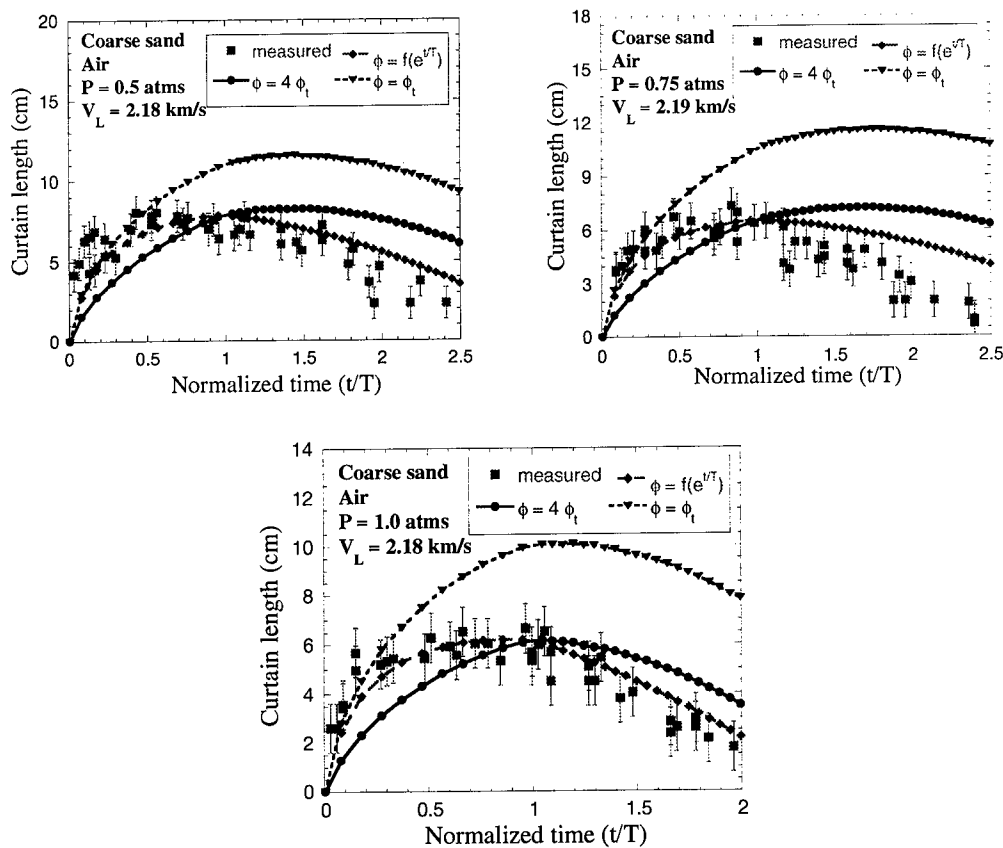 20
15
10
5
0
Curtain length (cm)
Coarse sand
Air
P = 0.5 atms
V_L = 2.18 km/s
measured
ϕ = f(e^t/T)
ϕ = 4 ϕ_t
ϕ = ϕ_t
0 0.5 1 1.5 2 2.5
Normalized time (t/T)
18
15
12
9
6
3
0
Curtain length (cm)
Coarse sand
Air
P = 0.75 atms
V_L = 2.19 km/s
measured
ϕ = f(e^t/T)
ϕ = 4 ϕ_t
ϕ = ϕ_t
0 0.5 1 1.5 2 2.5
Normalized time (t/T)
14
12
10
8
6
4
2
0
Curtain length (cm)
Coarse sand
Air
P = 1.0 atms
V_L = 2.18 km/s
measured
ϕ = f(e^t/T)
ϕ = 4 ϕ_t
ϕ = ϕ_t
0 0.5 1 1.5 2
Normalized time (t/T)